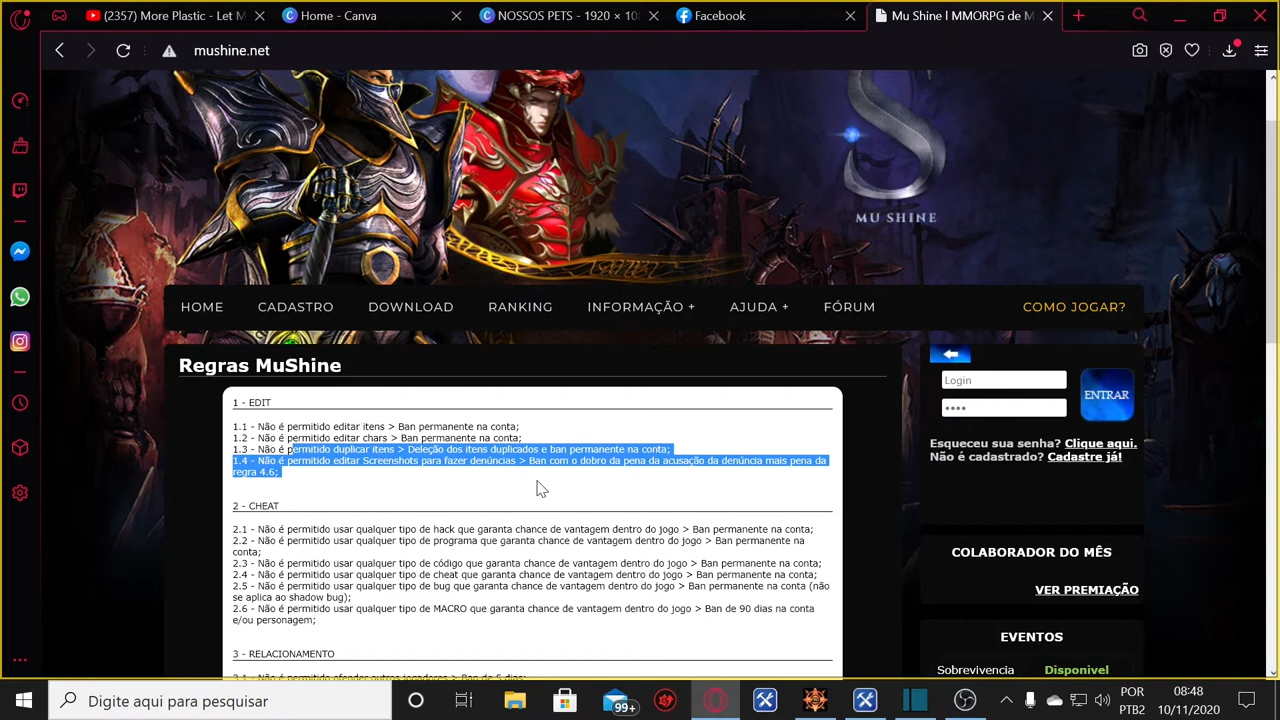 (2357) More Plastic - Let M
Home - Canva
NOSSOS PETS - 1920 × 10
Facebook
Mu Shine l MMORPG de M
mushine.net
S
MU SHINE
HOME
CADASTRO
DOWNLOAD
RANKING
INFORMAÇÃO +
AJUDA +
FÓRUM
COMO JOGAR?
Regras MuShine
1 - EDIT
1.1 - Não é permitido editar itens > Ban permanente na conta;
1.2 - Não é permitido editar chars > Ban permanente na conta;
1.3 - Não é permitido duplicar itens > Deleção dos itens duplicados e ban permanente na conta;
1.4 - Não é permitido editar Screenshots para fazer denúncias > Ban com o dobro da pena da acusação da denúncia mais pena da
regra 4.6;
2 - CHEAT
2.1 - Não é permitido usar qualquer tipo de hack que garanta chance de vantagem dentro do jogo > Ban permanente na conta;
2.2 - Não é permitido usar qualquer tipo de programa que garanta chance de vantagem dentro do jogo > Ban permanente na
conta;
2.3 - Não é permitido usar qualquer tipo de código que garanta chance de vantagem dentro do jogo > Ban permanente na conta;
2.4 - Não é permitido usar qualquer tipo de cheat que garanta chance de vantagem dentro do jogo > Ban permanente na conta;
2.5 - Não é permitido usar qualquer tipo de bug que garanta chance de vantagem dentro do jogo > Ban permanente na conta (não
se aplica ao shadow bug);
2.6 - Não é permitido usar qualquer tipo de MACRO que garanta chance de vantagem dentro do jogo > Ban de 90 dias na conta
e/ou personagem;
3 - RELACIONAMENTO
3.1 - Não é permitido ofender outros jogadores > Ban de 5 dias;
Login
ENTRAR
Esqueceu sua senha? Clique aqui.
Não é cadastrado? Cadastre já!
COLABORADOR DO MÊS
VER PREMIAÇÃO
EVENTOS
Sobrevivencia
Disponivel
Digite aqui para pesquisar
99+
POR
PTB2
08:48
10/11/2020